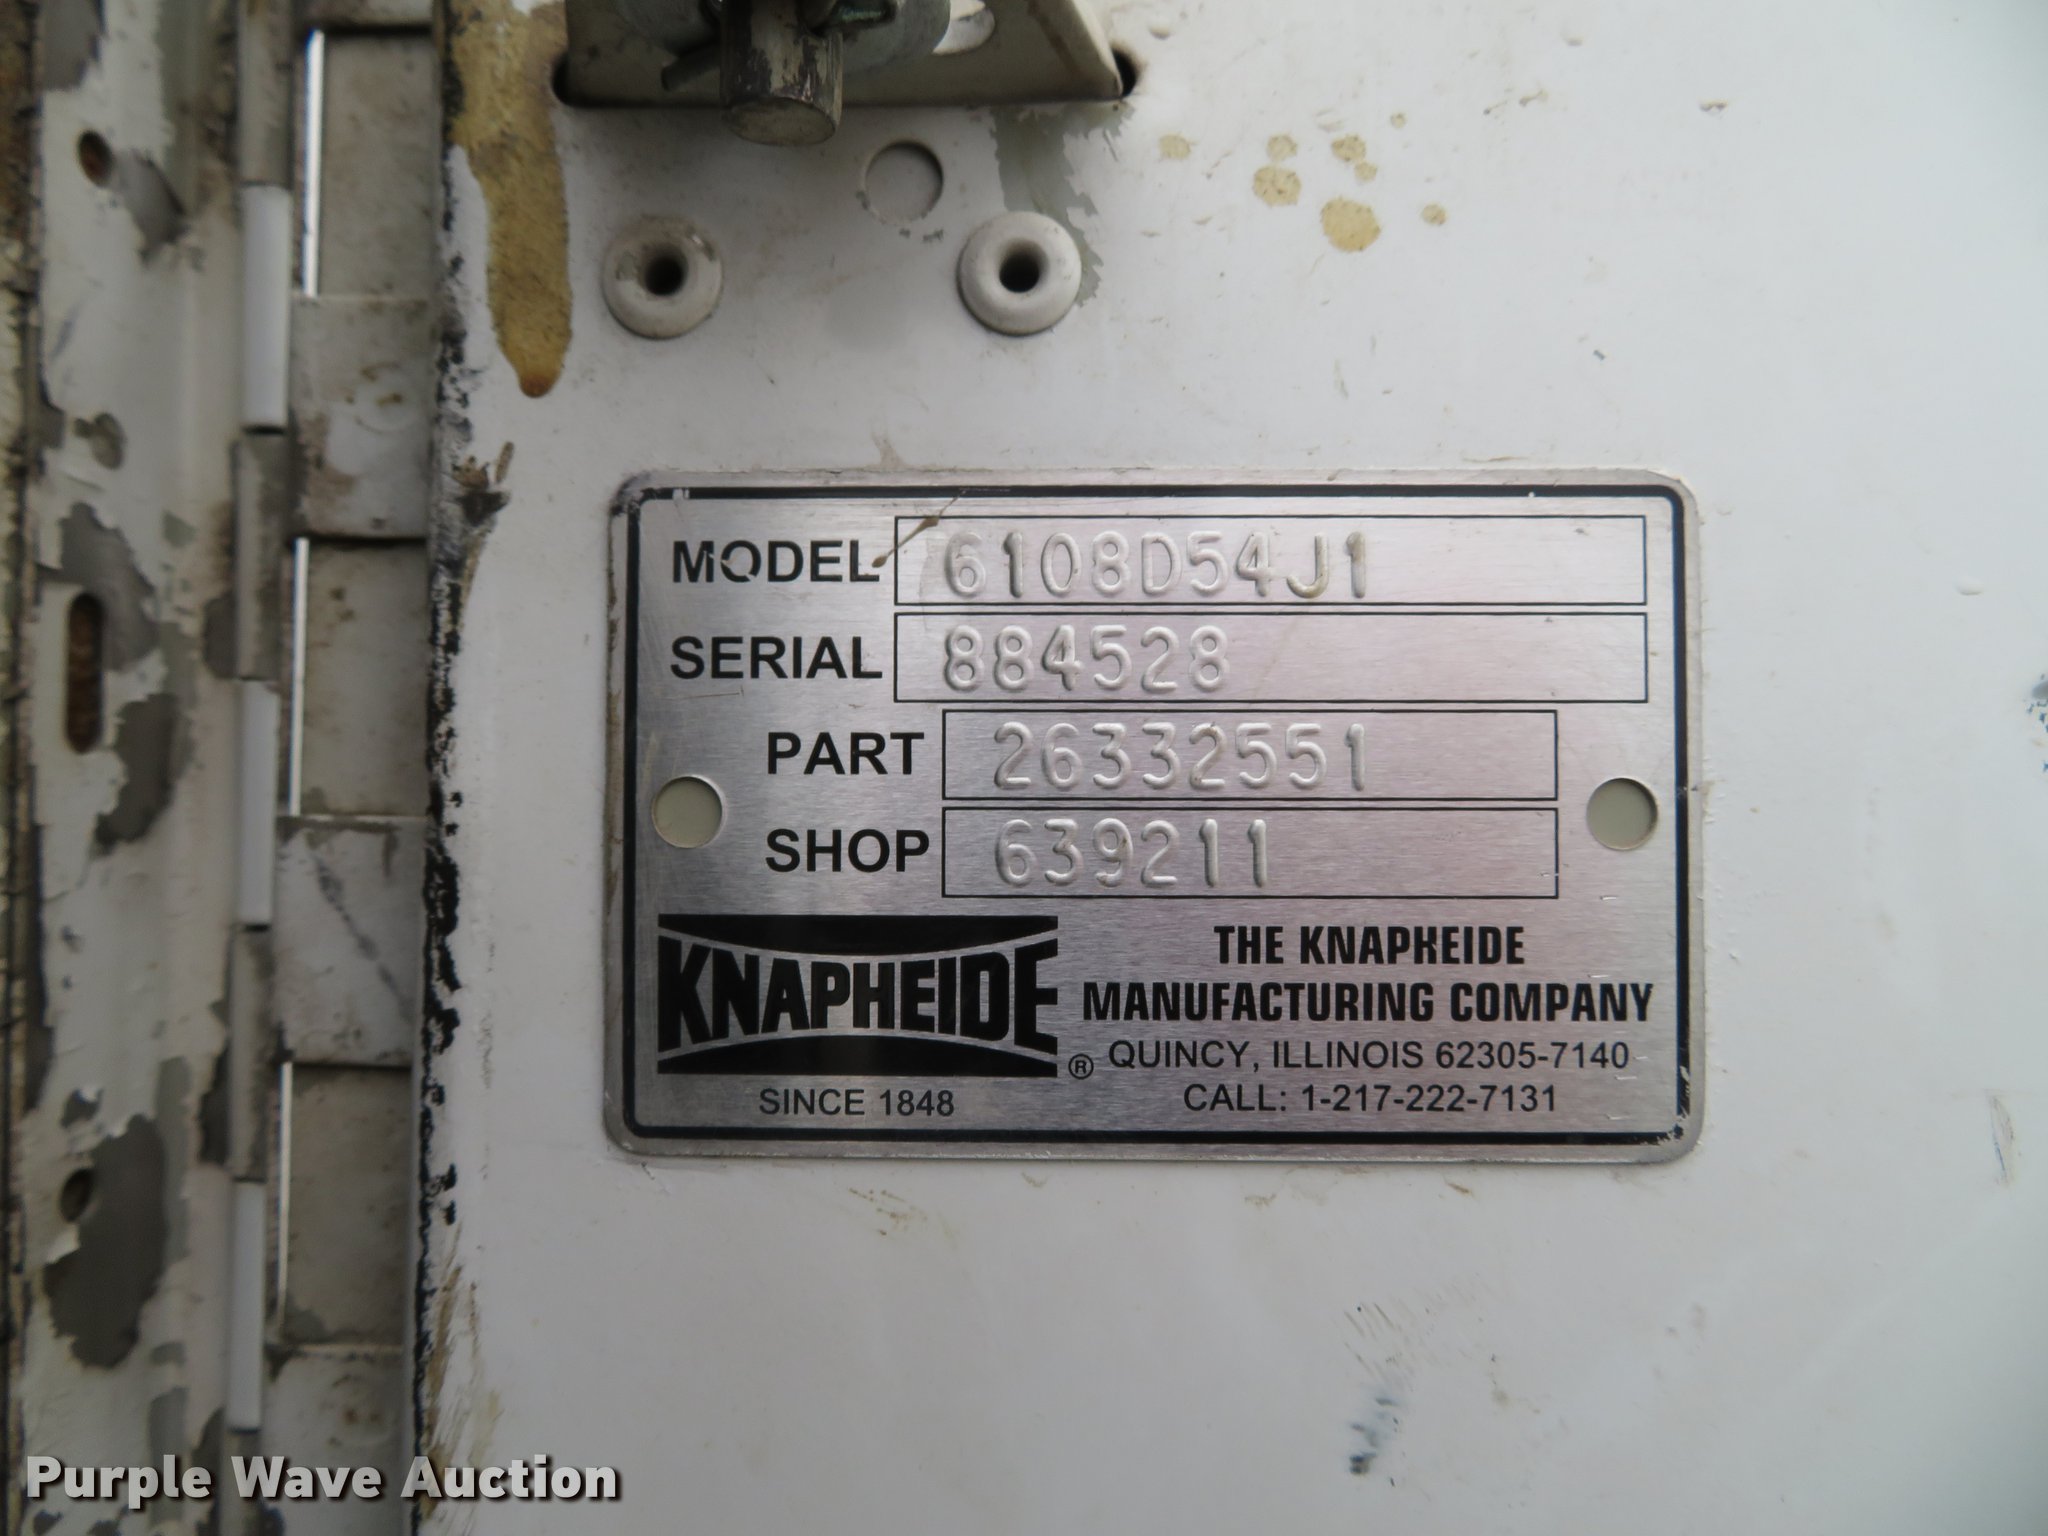 MODEL 6108D54J1
SERIAL 884528
PART 26332551
SHOP 639211
KNAPHEIDE ®
SINCE 1848
THE KNAPHEIDE
MANUFACTURING COMPANY
QUINCY, ILLINOIS 62305-7140
CALL: 1-217-222-7131
Purple Wave Auction